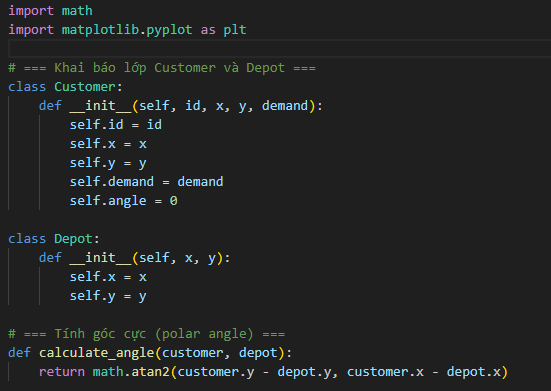 import math
import matplotlib.pyplot as plt

# === Khai báo lớp Customer và Depot ===
class Customer:
    def __init__(self, id, x, y, demand):
        self.id = id
        self.x = x
        self.y = y
        self.demand = demand
        self.angle = 0

class Depot:
    def __init__(self, x, y):
        self.x = x
        self.y = y

# === Tính góc cực (polar angle) ===
def calculate_angle(customer, depot):
    return math.atan2(customer.y - depot.y, customer.x - depot.x)